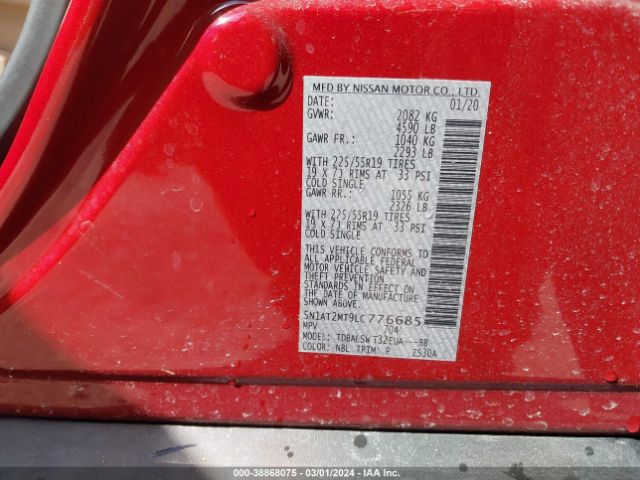 MFD BY NISSAN MOTOR CO., LTD.
DATE: 01/20
GVWR: 2082 KG
4590 LB
GAWR FR.: 1040 KG
2293 LB
WITH 225/55R19 TIRES
19 X 7J RIMS AT 33 PSI
COLD SINGLE
GAWR RR.: 1055 KG
2326 LB
WITH 225/55R19 TIRES
19 X 7J RIMS AT 33 PSI
COLD SINGLE
THIS VEHICLE CONFORMS TO
ALL APPLICABLE FEDERAL
MOTOR VEHICLE SAFETY AND
THEFT PREVENTION
STANDARDS IN EFFECT ON
THE DATE OF MANUFACTURE
SHOWN ABOVE.
5N1AT2MT9LC776685
MPV 704
MODEL: TDBALSWT32EUA---BB
COLOR: NBL TRIM: P ZS30A
000-38868075 - 03/01/2024 - IAA Inc.